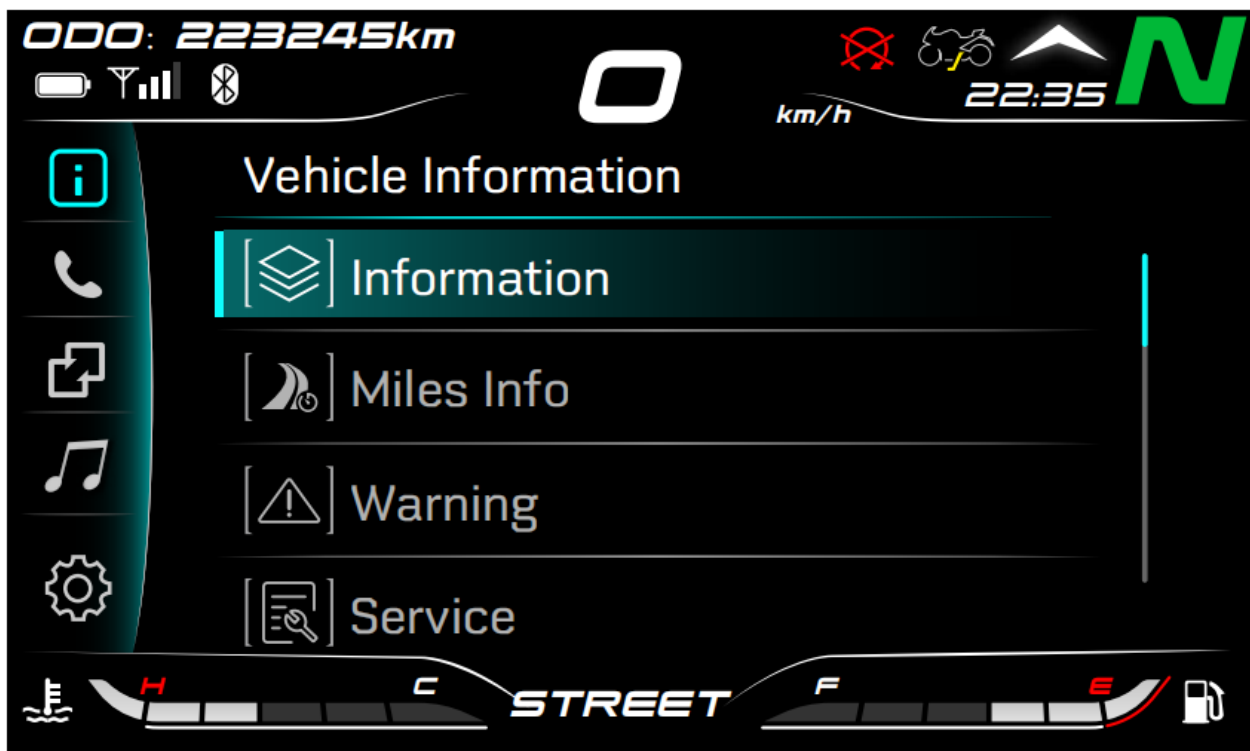 ODO: 223245km
0
km/h
22:35
N
Vehicle Information
Information
Miles Info
Warning
Service
H
C
STREET
F
E